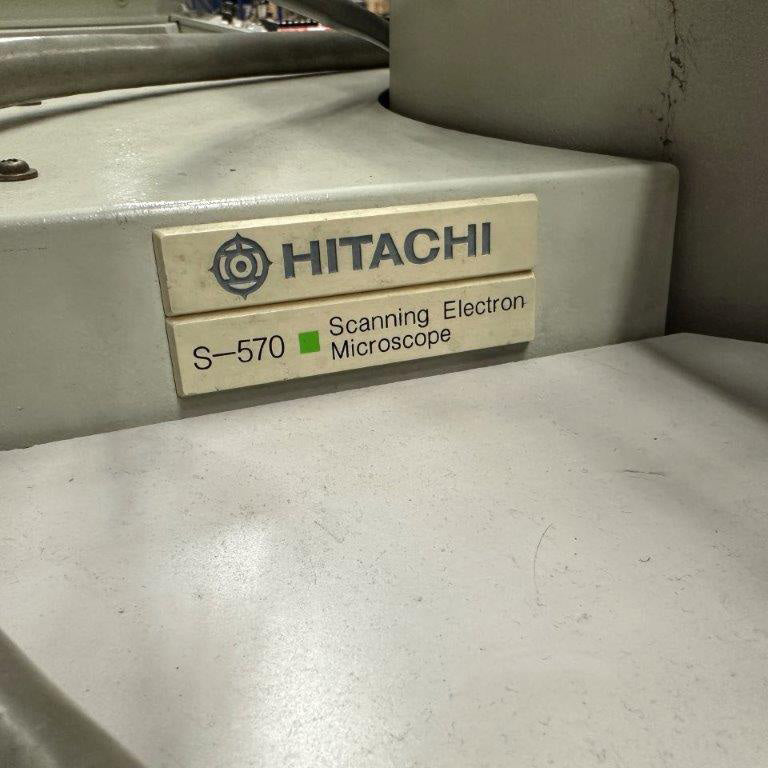 HITACHI
S-570 Scanning Electron
Microscope